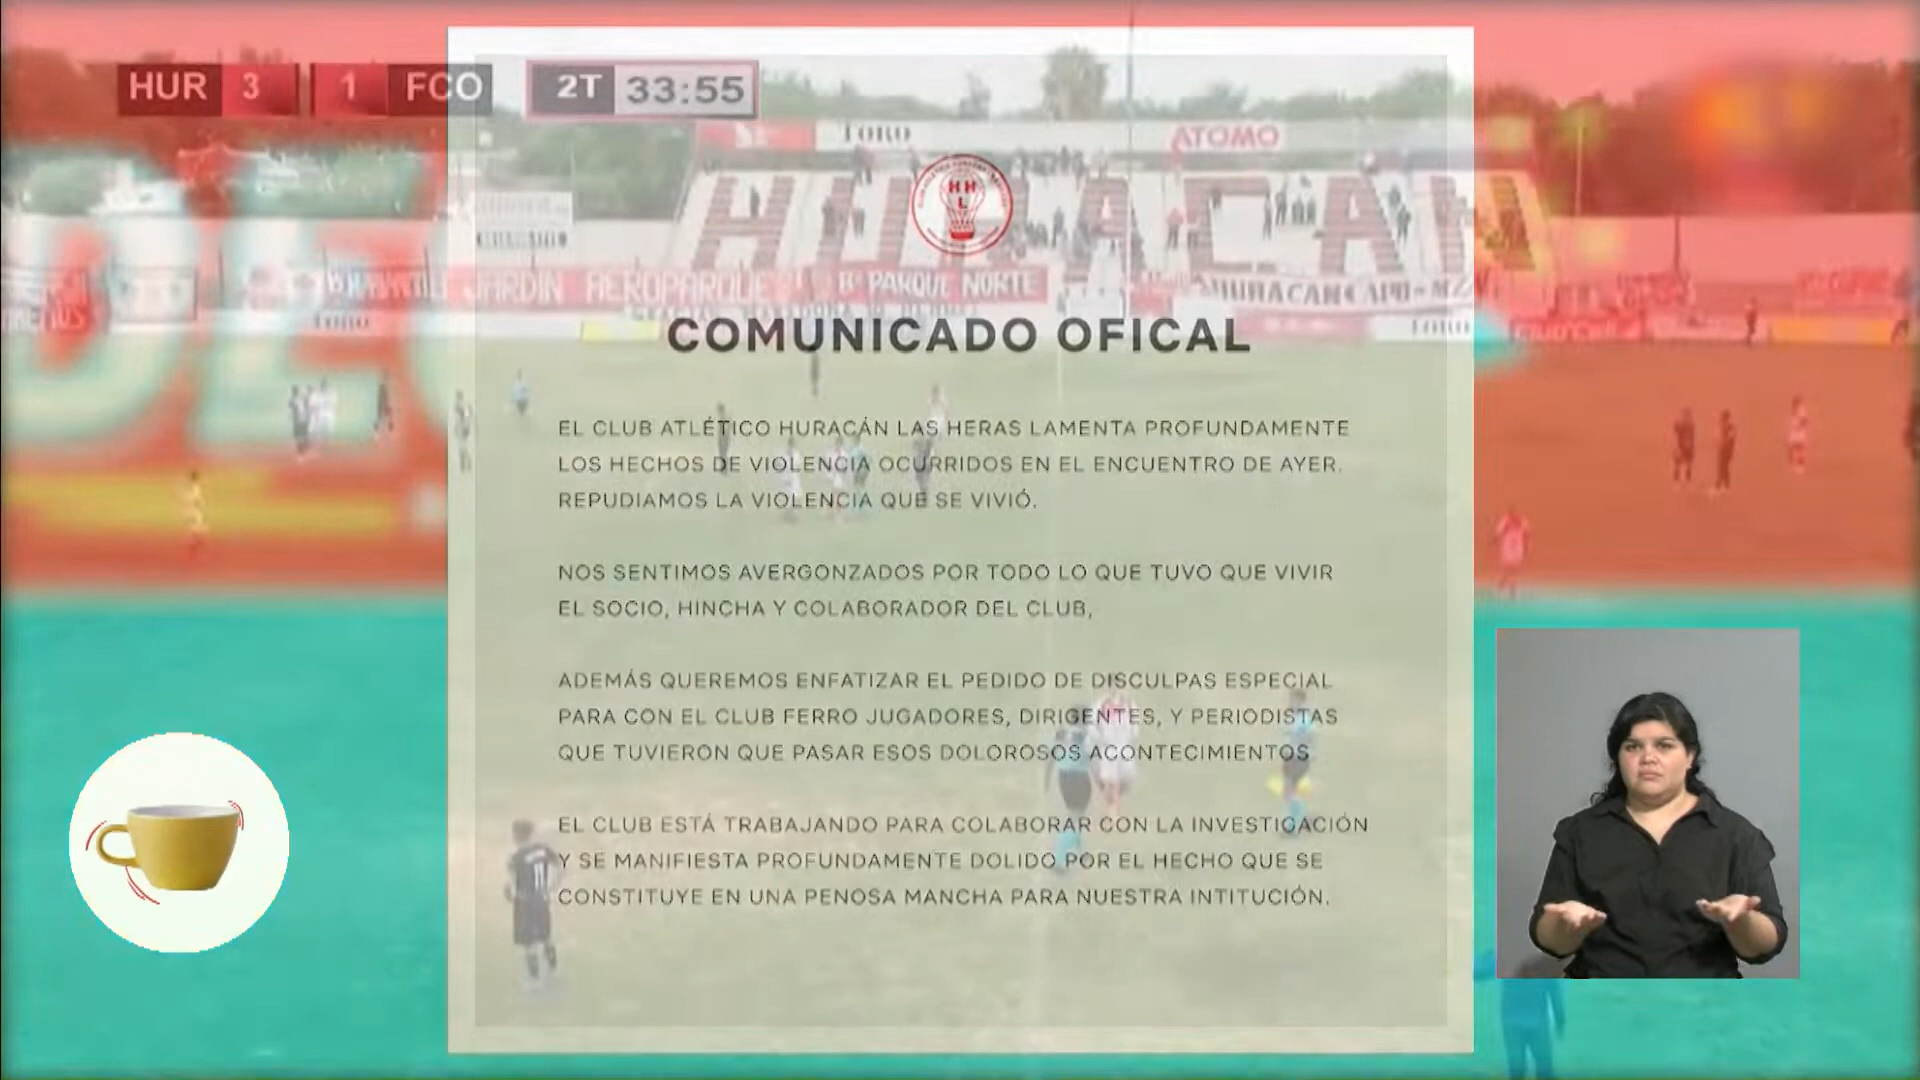 HUR 3 1 FCO 2T 33:55
TORO
ATOMO
HURACAN
JARDIN AEROPARQUE Bº PARQUE NORTE
HHL
COMUNICADO OFICAL
EL CLUB ATLÉTICO HURACÁN LAS HERAS LAMENTA PROFUNDAMENTE
LOS HECHOS DE VIOLENCIA OCURRIDOS EN EL ENCUENTRO DE AYER.
REPUDIAMOS LA VIOLENCIA QUE SE VIVIÓ.
NOS SENTIMOS AVERGONZADOS POR TODO LO QUE TUVO QUE VIVIR
EL SOCIO, HINCHA Y COLABORADOR DEL CLUB,
ADEMÁS QUEREMOS ENFATIZAR EL PEDIDO DE DISCULPAS ESPECIAL
PARA CON EL CLUB FERRO JUGADORES, DIRIGENTES, Y PERIODISTAS
QUE TUVIERON QUE PASAR ESOS DOLOROSOS ACONTECIMIENTOS
EL CLUB ESTÁ TRABAJANDO PARA COLABORAR CON LA INVESTIGACIÓN
Y SE MANIFIESTA PROFUNDAMENTE DOLIDO POR EL HECHO QUE SE
CONSTITUYE EN UNA PENOSA MANCHA PARA NUESTRA INTITUCIÓN.
11